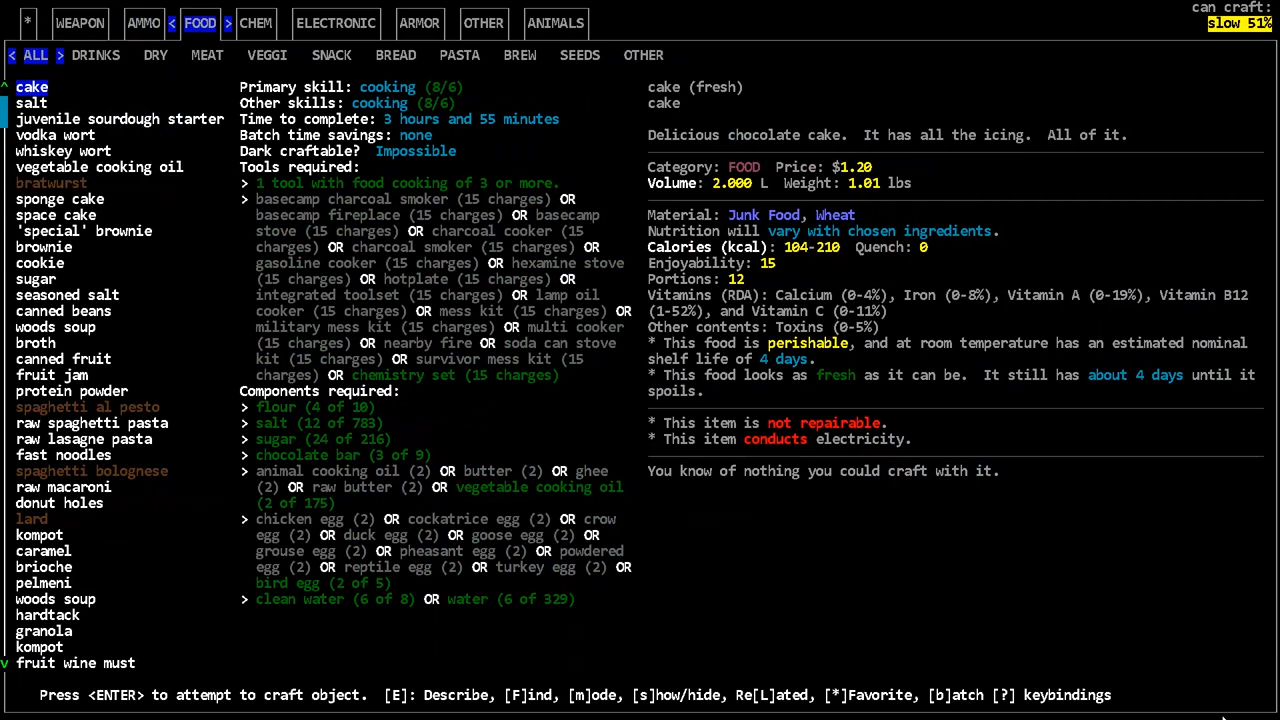 can craft:
* WEAPON AMMO < FOOD > CHEM ELECTRONIC ARMOR OTHER ANIMALS slow 51%
< ALL > DRINKS DRY MEAT VEGGI SNACK BREAD PASTA BREW SEEDS OTHER
^ cake
salt
juvenile sourdough starter
vodka wort
whiskey wort
vegetable cooking oil
bratwurst
sponge cake
space cake
'special' brownie
brownie
cookie
sugar
seasoned salt
canned beans
woods soup
broth
canned fruit
fruit jam
protein powder
spaghetti al pesto
raw spaghetti pasta
raw lasagne pasta
fast noodles
spaghetti bolognese
raw macaroni
donut holes
lard
kompot
caramel
brioche
pelmeni
woods soup
hardtack
granola
kompot
v fruit wine must
Primary skill: cooking (8/6)
Other skills: cooking (8/6)
Time to complete: 3 hours and 55 minutes
Batch time savings: none
Dark craftable? Impossible
Tools required:
> 1 tool with food cooking of 3 or more.
> basecamp charcoal smoker (15 charges) OR
basecamp fireplace (15 charges) OR basecamp
stove (15 charges) OR charcoal cooker (15
charges) OR charcoal smoker (15 charges) OR
gasoline cooker (15 charges) OR hexamine stove
(15 charges) OR hotplate (15 charges) OR
integrated toolset (15 charges) OR lamp oil
cooker (15 charges) OR mess kit (15 charges) OR
military mess kit (15 charges) OR multi cooker
(15 charges) OR nearby fire OR soda can stove
kit (15 charges) OR survivor mess kit (15
charges) OR chemistry set (15 charges)
Components required:
> flour (4 of 10)
> salt (12 of 783)
> sugar (24 of 216)
> chocolate bar (3 of 9)
> animal cooking oil (2) OR butter (2) OR ghee
(2) OR raw butter (2) OR vegetable cooking oil
(2 of 175)
> chicken egg (2) OR cockatrice egg (2) OR crow
egg (2) OR duck egg (2) OR goose egg (2) OR
grouse egg (2) OR pheasant egg (2) OR powdered
egg (2) OR reptile egg (2) OR turkey egg (2) OR
bird egg (2 of 5)
> clean water (6 of 8) OR water (6 of 329)
cake (fresh)
cake
Delicious chocolate cake. It has all the icing. All of it.
Category: FOOD Price: $1.20
Volume: 2.000 L Weight: 1.01 lbs
Material: Junk Food, Wheat
Nutrition will vary with chosen ingredients.
Calories (kcal): 104-210 Quench: 0
Enjoyability: 15
Portions: 12
Vitamins (RDA): Calcium (0-4%), Iron (0-8%), Vitamin A (0-19%), Vitamin B12
(1-52%), and Vitamin C (0-11%)
Other contents: Toxins (0-5%)
* This food is perishable, and at room temperature has an estimated nominal
shelf life of 4 days.
* This food looks as fresh as it can be. It still has about 4 days until it
spoils.
* This item is not repairable.
* This item conducts electricity.
You know of nothing you could craft with it.
Press <ENTER> to attempt to craft object. [E]: Describe, [F]ind, [m]ode, [s]how/hide, Re[L]ated, [*]Favorite, [b]atch [?] keybindings